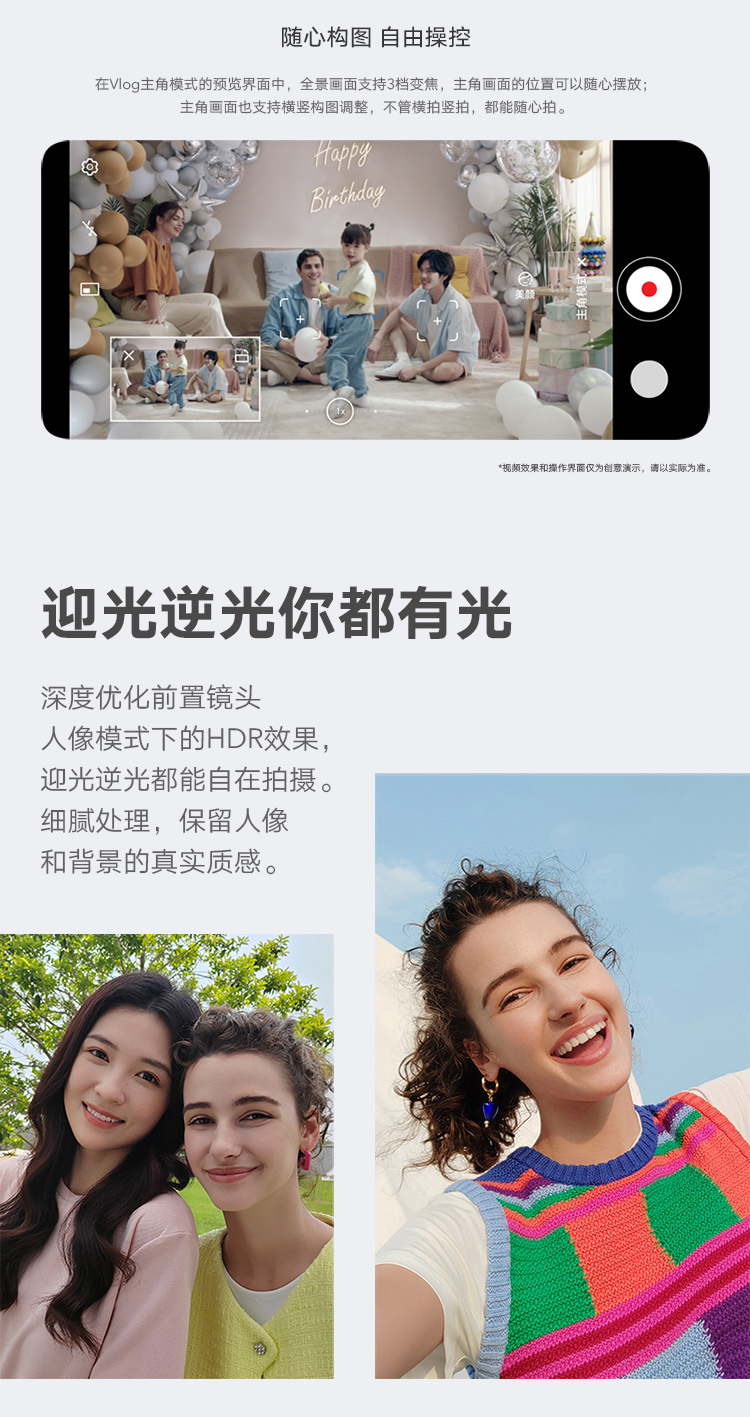 随心构图 自由操控
在Vlog主角模式的预览界面中，全景画面支持3档变焦，主角画面的位置可以随心摆放；
主角画面也支持横竖构图调整，不管横拍竖拍，都能随心拍。
Happy
Birthday
美颜
主角模式
1x
*视频效果和操作界面仅为创意演示，请以实际为准。
迎光逆光你都有光
深度优化前置镜头
人像模式下的HDR效果，
迎光逆光都能自在拍摄。
细腻处理，保留人像
和背景的真实质感。